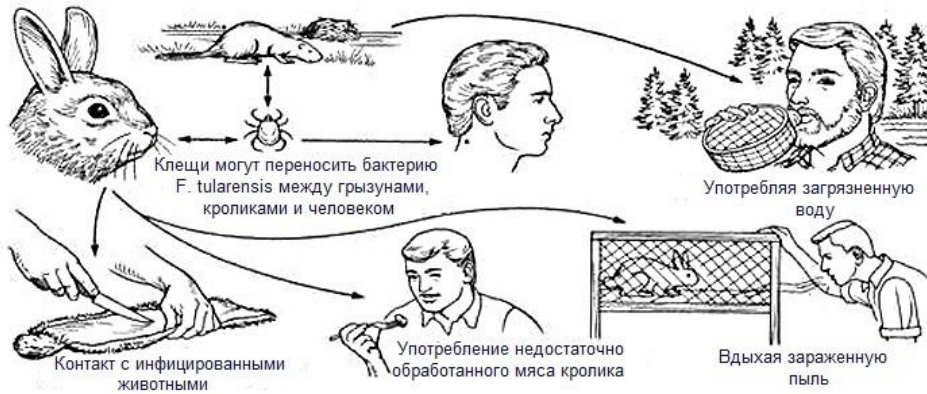 Клещи могут переносить бактерию
F. tularensis между грызунами,
кроликами и человеком
Употребляя загрязненную
воду
Контакт с инфицированными
животными
Употребление недостаточно
обработанного мяса кролика
Вдыхая зараженную
пыль